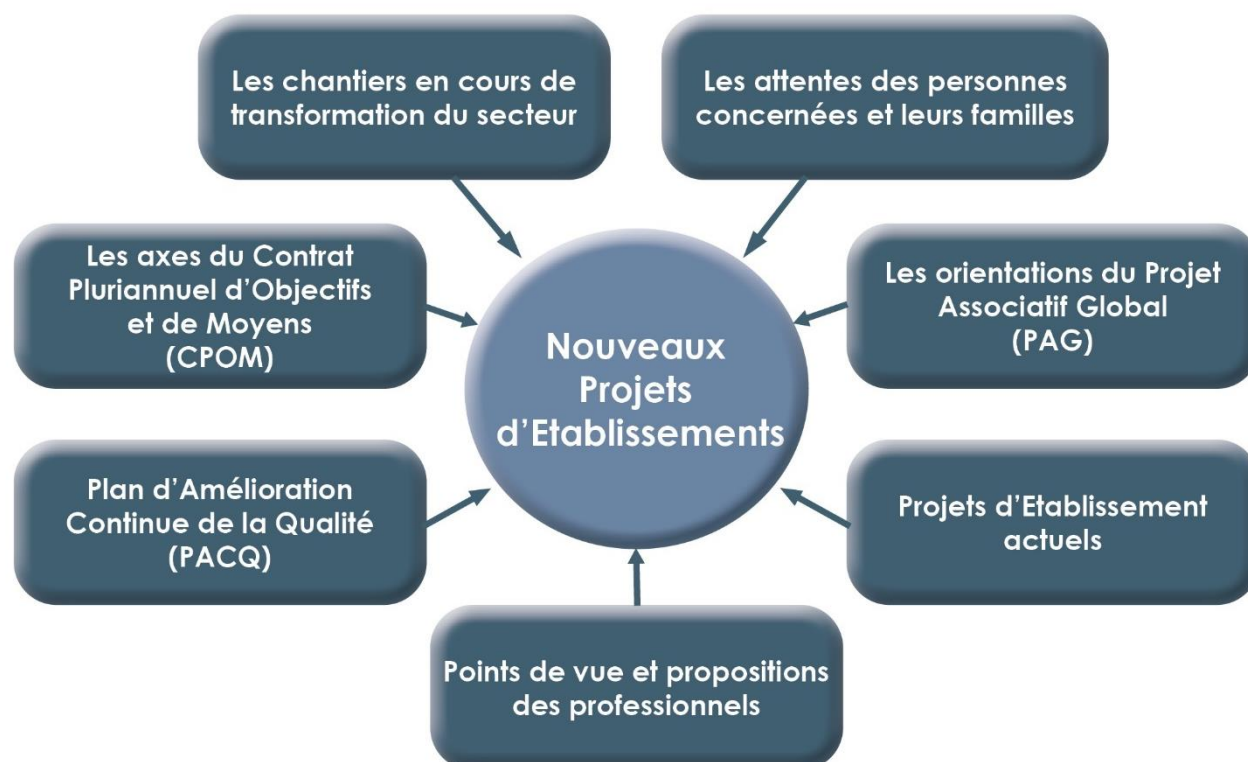 Les chantiers en cours de
transformation du secteur
Les attentes des personnes
concernées et leurs familles
Les axes du Contrat
Pluriannuel d’Objectifs
et de Moyens
(CPOM)
Les orientations du Projet
Associatif Global
(PAG)
Nouveaux
Projets
d’Etablissements
Plan d’Amélioration
Continue de la Qualité
(PACQ)
Projets d’Etablissement
actuels
Points de vue et propositions
des professionnels